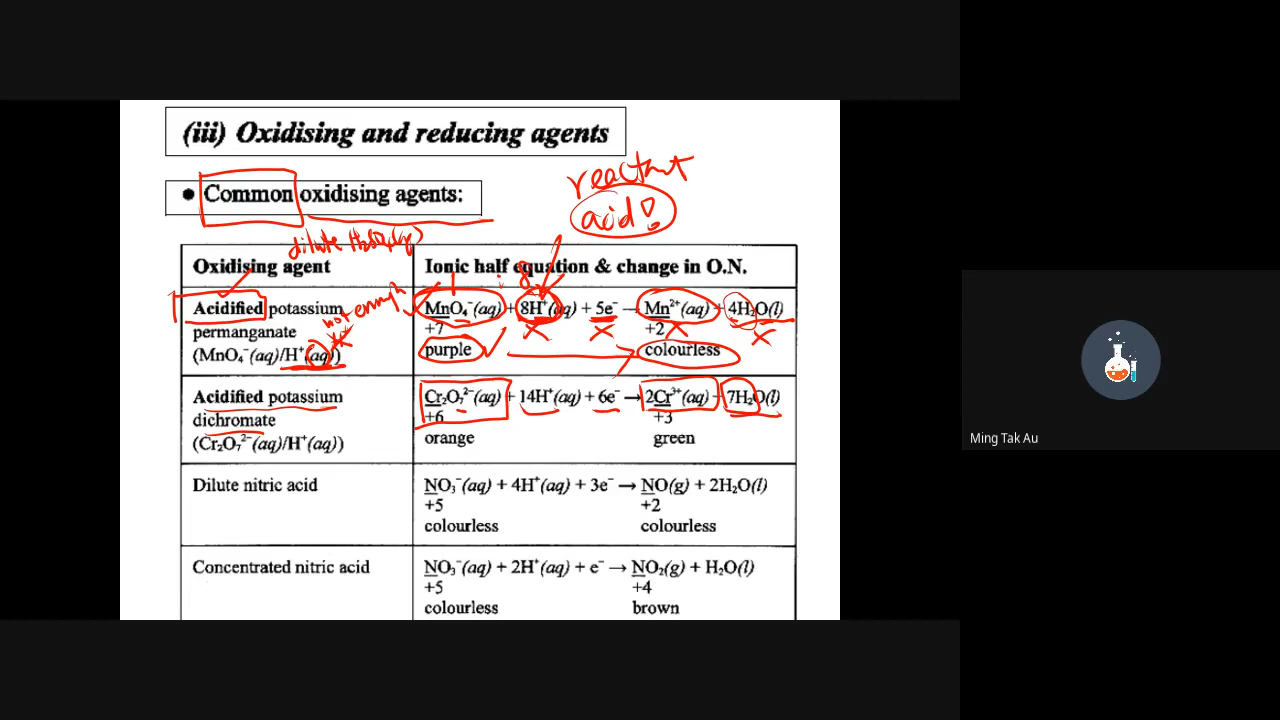 (iii) Oxidising and reducing agents
reactant
● Common oxidising agents:
acid!
dilute H₂SO₄(aq)
Oxidising agent
Ionic half equation & change in O.N.
8
Acidified potassium permanganate (MnO₄⁻(aq)/H⁺(aq))
not enough
MnO₄⁻(aq) + 8H⁺(aq) + 5e⁻ → Mn²⁺(aq) + 4H₂O(l)
+7 +2
purple colourless
Acidified potassium
dichromate
(Cr₂O₇²⁻(aq)/H⁺(aq))
Cr₂O₇²⁻(aq) + 14H⁺(aq) + 6e⁻ → 2Cr³⁺(aq) + 7H₂O(l)
+6 +3
orange green
Dilute nitric acid
NO₃⁻(aq) + 4H⁺(aq) + 3e⁻ → NO(g) + 2H₂O(l)
+5 +2
colourless colourless
Concentrated nitric acid
NO₃⁻(aq) + 2H⁺(aq) + e⁻ → NO₂(g) + H₂O(l)
+5 +4
colourless brown
Ming Tak Au